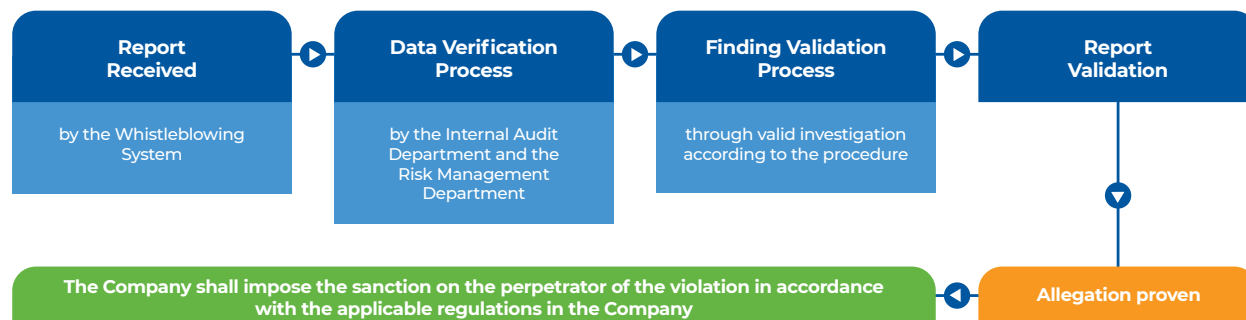 Report
Received
by the Whistleblowing
System
Data Verification
Process
by the Internal Audit
Department and the
Risk Management
Department
Finding Validation
Process
through valid investigation
according to the procedure
Report
Validation
Allegation proven
The Company shall impose the sanction on the perpetrator of the violation in accordance
with the applicable regulations in the Company